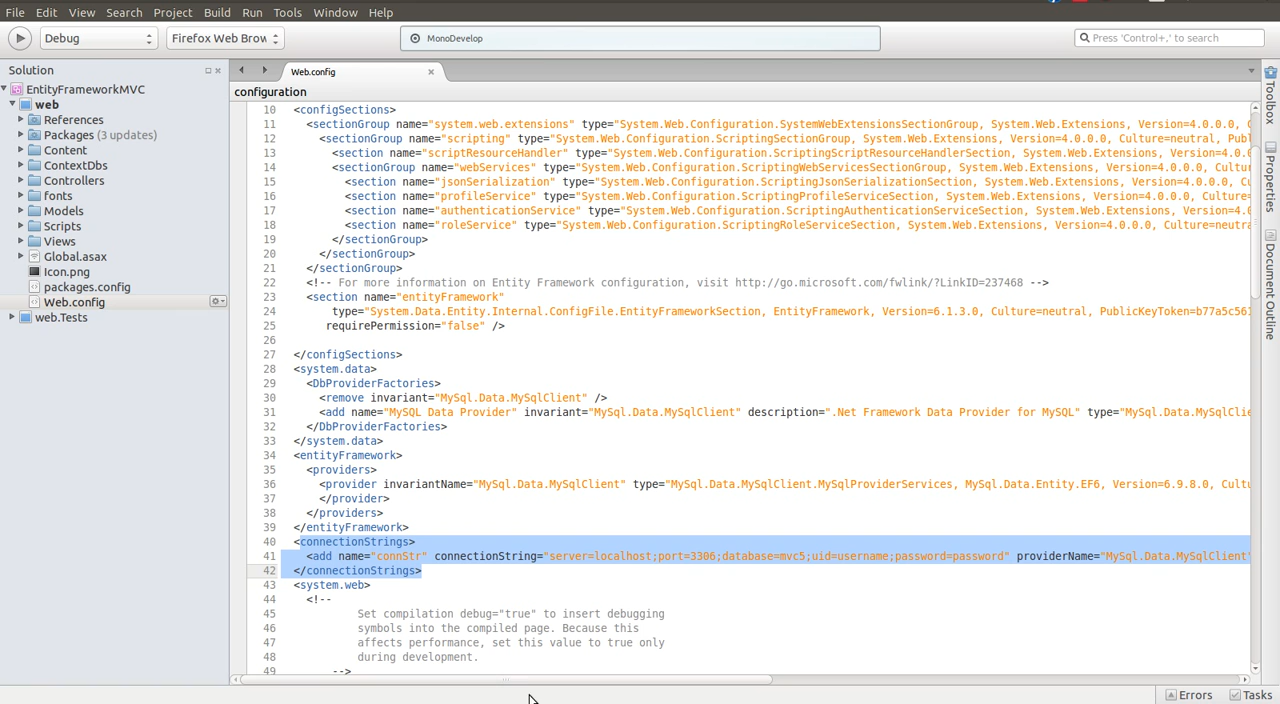 File Edit View Search Project Build Run Tools Window Help
Debug Firefox Web Brow MonoDevelop Press 'Control+,' to search
Solution
EntityFrameworkMVC
web
References
Packages (3 updates)
Content
ContextDbs
Controllers
fonts
Models
Scripts
Views
Global.asax
Icon.png
packages.config
Web.config
web.Tests
Web.config
configuration
10 <configSections>
11 <sectionGroup name="system.web.extensions" type="System.Web.Configuration.SystemWebExtensionsSectionGroup, System.Web.Extensions, Version=4.0.0.0,
12 <sectionGroup name="scripting" type="System.Web.Configuration.ScriptingSectionGroup, System.Web.Extensions, Version=4.0.0.0, Culture=neutral,
13 <section name="scriptResourceHandler" type="System.Web.Configuration.ScriptingScriptResourceHandlerSection, System.Web.Extensions, Version=4.0.0
14 <sectionGroup name="webServices" type="System.Web.Configuration.ScriptingWebServicesSectionGroup, System.Web.Extensions, Version=4.0.0.0,
15 <section name="jsonSerialization" type="System.Web.Configuration.ScriptingJsonSerializationSection, System.Web.Extensions, Version=4.0.0.0,
16 <section name="profileService" type="System.Web.Configuration.ScriptingProfileServiceSection, System.Web.Extensions, Version=4.0.0.0, Culture=
17 <section name="authenticationService" type="System.Web.Configuration.ScriptingAuthenticationServiceSection, System.Web.Extensions, Version=4.0
18 <section name="roleService" type="System.Web.Configuration.ScriptingRoleServiceSection, System.Web.Extensions, Version=4.0.0.0, Culture=neutra
19 </sectionGroup>
20 </sectionGroup>
21 </sectionGroup>
22 <!-- For more information on Entity Framework configuration, visit http://go.microsoft.com/fwlink/?LinkID=237468 -->
23 <section name="entityFramework"
24 type="System.Data.Entity.Internal.ConfigFile.EntityFrameworkSection, EntityFramework, Version=6.1.3.0, Culture=neutral, PublicKeyToken=b77a5c561
25 requirePermission="false" />
26
27 </configSections>
28 <system.data>
29 <DbProviderFactories>
30 <remove invariant="MySql.Data.MySqlClient" />
31 <add name="MySQL Data Provider" invariant="MySql.Data.MySqlClient" description=".Net Framework Data Provider for MySQL" type="MySql.Data.MySqlClie
32 </DbProviderFactories>
33 </system.data>
34 <entityFramework>
35 <providers>
36 <provider invariantName="MySql.Data.MySqlClient" type="MySql.Data.MySqlClient.MySqlProviderServices, MySql.Data.Entity.EF6, Version=6.9.8.0, Cultu
37 </provider>
38 </providers>
39 </entityFramework>
40 <connectionStrings>
41 <add name="connStr" connectionString="server=localhost;port=3306;database=mvc5;uid=username;password=password" providerName="MySql.Data.MySqlClient"
42 </connectionStrings>
43 <system.web>
44 <!--
45 Set compilation debug="true" to insert debugging
46 symbols into the compiled page. Because this
47 affects performance, set this value to true only
48 during development.
49 -->
Toolbox
Properties
Document Outline
Errors Tasks